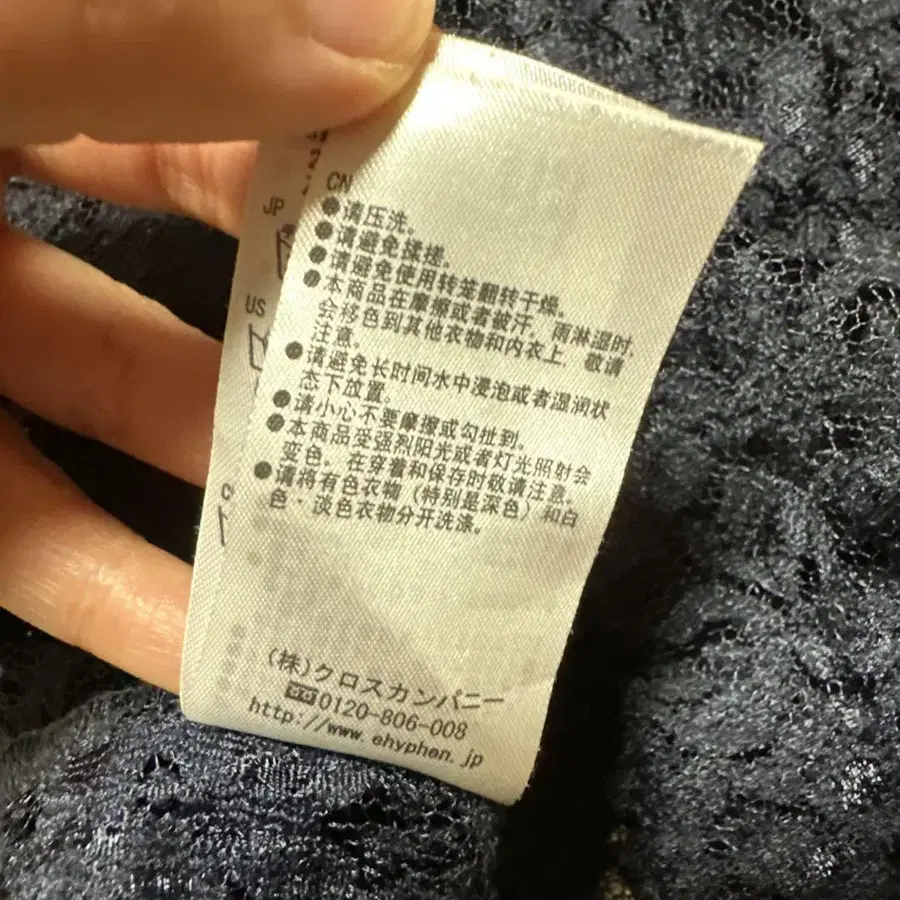 CN
●请压洗。
●请避免揉搓。
●请避免使用转笼翻转干燥。
●本商品在摩擦或者被汗，雨淋湿时，
会移色到其他衣物和内衣上，敬请
注意。
●请避免长时间水中浸泡或者湿润状
态下放置。
●请小心不要摩擦或勾扯到。
●本商品受强烈阳光或者灯光照射会
变色，在穿着和保存时敬请注意。
●请将有色衣物（特别是深色）和白
色・淡色衣物分开洗涤。
(株)クロスカンパニー
0120-806-008
http://www.ehyphen.jp
JP
US